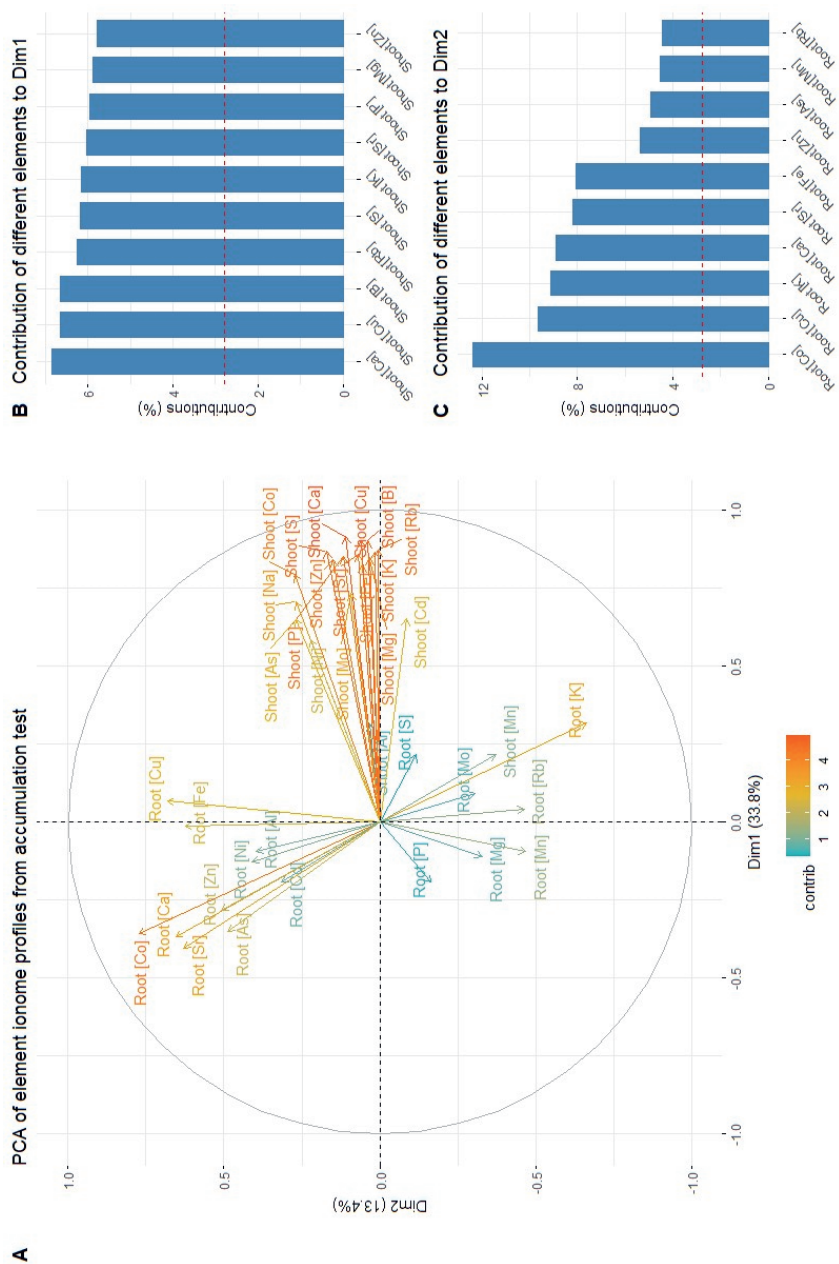 A
PCA of element ionome profiles from accumulation test
Dim2 (13.4%)
1.0
0.5
0.0
-0.5
-1.0
Root [Co]
Root [Ca]
Root [Sr]
Root [Zn]
Root [As]
Root [Ni]
Root [Cd]
Root [Al]
Root [Fe]
Root [Cu]
Root [P]
Root [Mg]
Root [Mn]
Root [Rb]
Root [Mo]
Root [S]
Root [K]
Shoot [Mn]
Shoot [Al]
Shoot [As]
Shoot [Na]
Shoot [Co]
Shoot [P]
Shoot [S]
Shoot [Ni]
Shoot [Zn]
Shoot [Ca]
Shoot [Mo]
Shoot [Sr]
Shoot [Cu]
Shoot [Mg]
Shoot [K]
Shoot [B]
Shoot [Rb]
Shoot [Cd]
-1.0
-0.5
0.0
0.5
1.0
Dim1 (33.8%)
contrib
1
2
3
4
B
Contribution of different elements to Dim1
Contributions (%)
6
4
2
0
Shoot[Ca]
Shoot[Cu]
Shoot[B]
Shoot[Rb]
Shoot[S]
Shoot[K]
Shoot[Sr]
Shoot[P]
Shoot[Mg]
Shoot[Zn]
C
Contribution of different elements to Dim2
Contributions (%)
12
8
4
0
Root[Co]
Root[Cu]
Root[K]
Root[Ca]
Root[Sr]
Root[Fe]
Root[Zn]
Root[As]
Root[Mn]
Root[Rb]